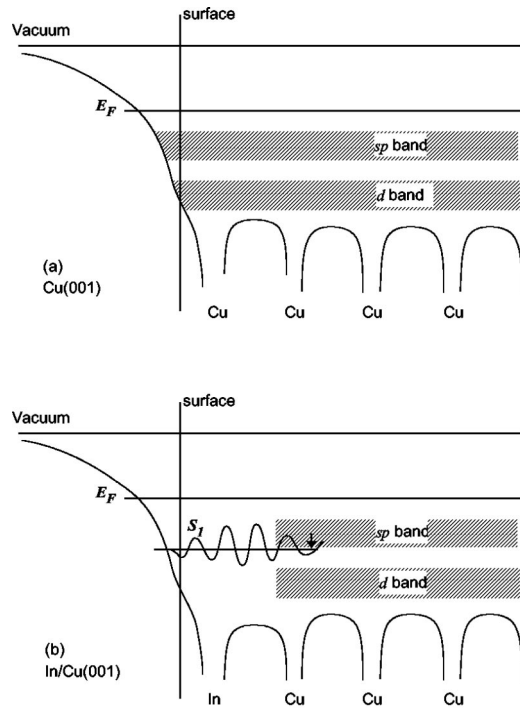 surface
Vacuum
E_F
sp band
d band
(a)
Cu(001)
Cu Cu Cu Cu
surface
Vacuum
E_F
S_1
sp band
d band
(b)
In/Cu(001)
In Cu Cu Cu